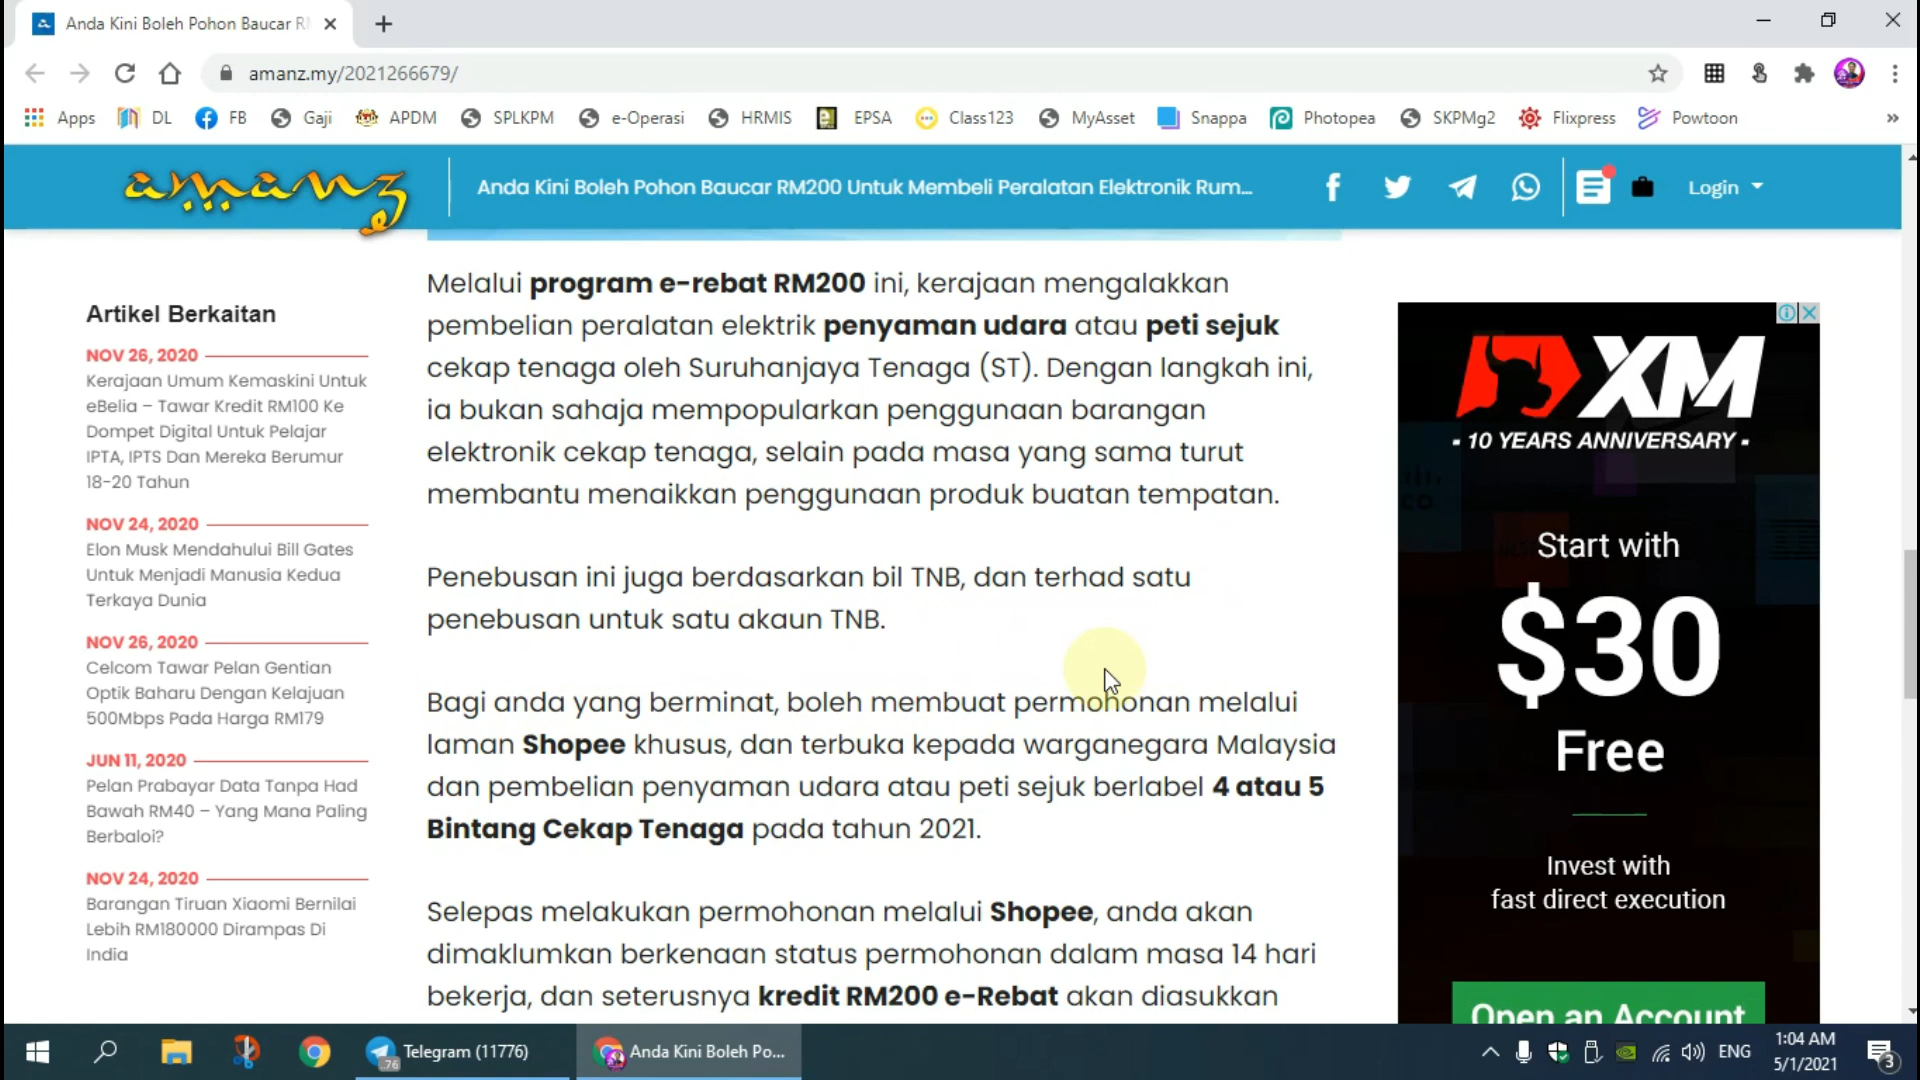 Anda Kini Boleh Pohon Baucar R
amanz.my/2021266679/
Apps
DL
FB
Gaji
APDM
SPLKPM
e-Operasi
HRMIS
EPSA
Class123
MyAsset
Snappa
Photopea
SKPMg2
Flixpress
Powtoon
»
amanz
Anda Kini Boleh Pohon Baucar RM200 Untuk Membeli Peralatan Elektronik Rum...
Login
Artikel Berkaitan
NOV 26, 2020
Kerajaan Umum Kemaskini Untuk
eBelia – Tawar Kredit RM100 Ke
Dompet Digital Untuk Pelajar
IPTA, IPTS Dan Mereka Berumur
18-20 Tahun
NOV 24, 2020
Elon Musk Mendahului Bill Gates
Untuk Menjadi Manusia Kedua
Terkaya Dunia
NOV 26, 2020
Celcom Tawar Pelan Gentian
Optik Baharu Dengan Kelajuan
500Mbps Pada Harga RM179
JUN 11, 2020
Pelan Prabayar Data Tanpa Had
Bawah RM40 – Yang Mana Paling
Berbaloi?
NOV 24, 2020
Barangan Tiruan Xiaomi Bernilai
Lebih RM180000 Dirampas Di
India
Melalui program e-rebat RM200 ini, kerajaan mengalakkan
pembelian peralatan elektrik penyaman udara atau peti sejuk
cekap tenaga oleh Suruhanjaya Tenaga (ST). Dengan langkah ini,
ia bukan sahaja mempopularkan penggunaan barangan
elektronik cekap tenaga, selain pada masa yang sama turut
membantu menaikkan penggunaan produk buatan tempatan.
Penebusan ini juga berdasarkan bil TNB, dan terhad satu
penebusan untuk satu akaun TNB.
Bagi anda yang berminat, boleh membuat permohonan melalui
laman Shopee khusus, dan terbuka kepada warganegara Malaysia
dan pembelian penyaman udara atau peti sejuk berlabel 4 atau 5
Bintang Cekap Tenaga pada tahun 2021.
Selepas melakukan permohonan melalui Shopee, anda akan
dimaklumkan berkenaan status permohonan dalam masa 14 hari
bekerja, dan seterusnya kredit RM200 e-Rebat akan diasukkan
XM
- 10 YEARS ANNIVERSARY -
Start with
$30
Free
Invest with
fast direct execution
Open an Account
Telegram (11776)
76
Anda Kini Boleh Po...
ENG
1:04 AM
5/1/2021
3